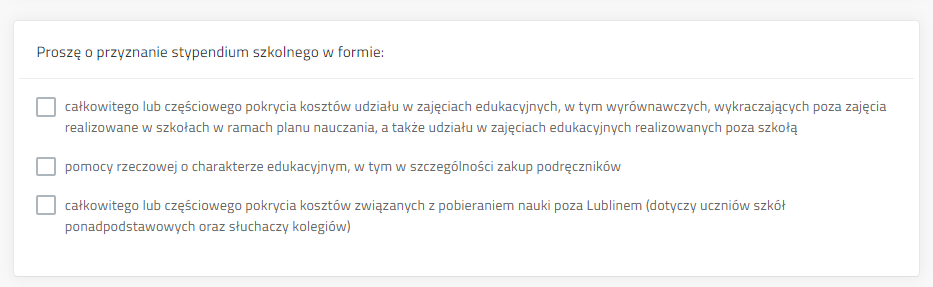 Proszę o przyznanie stypendium szkolnego w formie:
całkowitego lub częściowego pokrycia kosztów udziału w zajęciach edukacyjnych, w tym wyrównawczych, wykraczających poza zajęcia
realizowane w szkołach w ramach planu nauczania, a także udziału w zajęciach edukacyjnych realizowanych poza szkołą
pomocy rzeczowej o charakterze edukacyjnym, w tym w szczególności zakup podręczników
całkowitego lub częściowego pokrycia kosztów związanych z pobieraniem nauki poza Lublinem (dotyczy uczniów szkół
ponadpodstawowych oraz słuchaczy kolegiów)